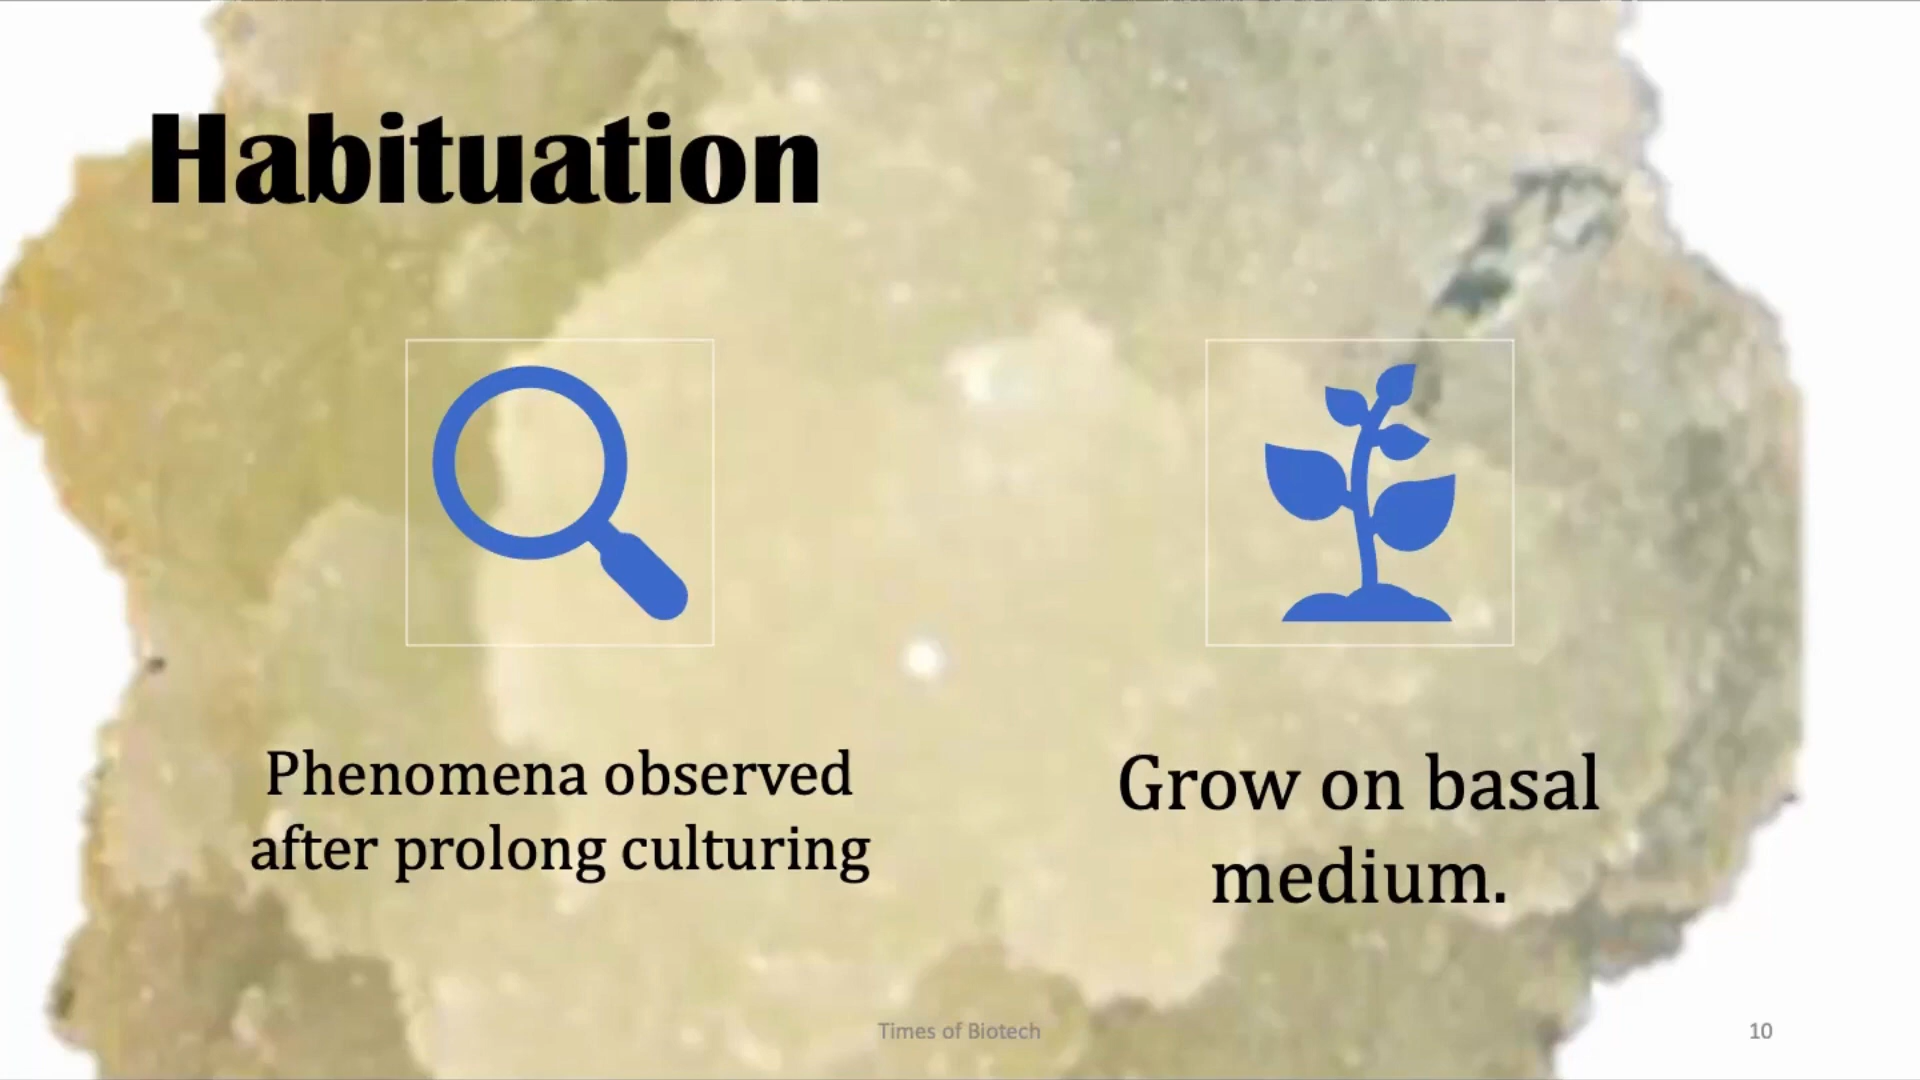 Habituation
Phenomena observed
after prolong culturing
Grow on basal
medium.
Times of Biotech
10